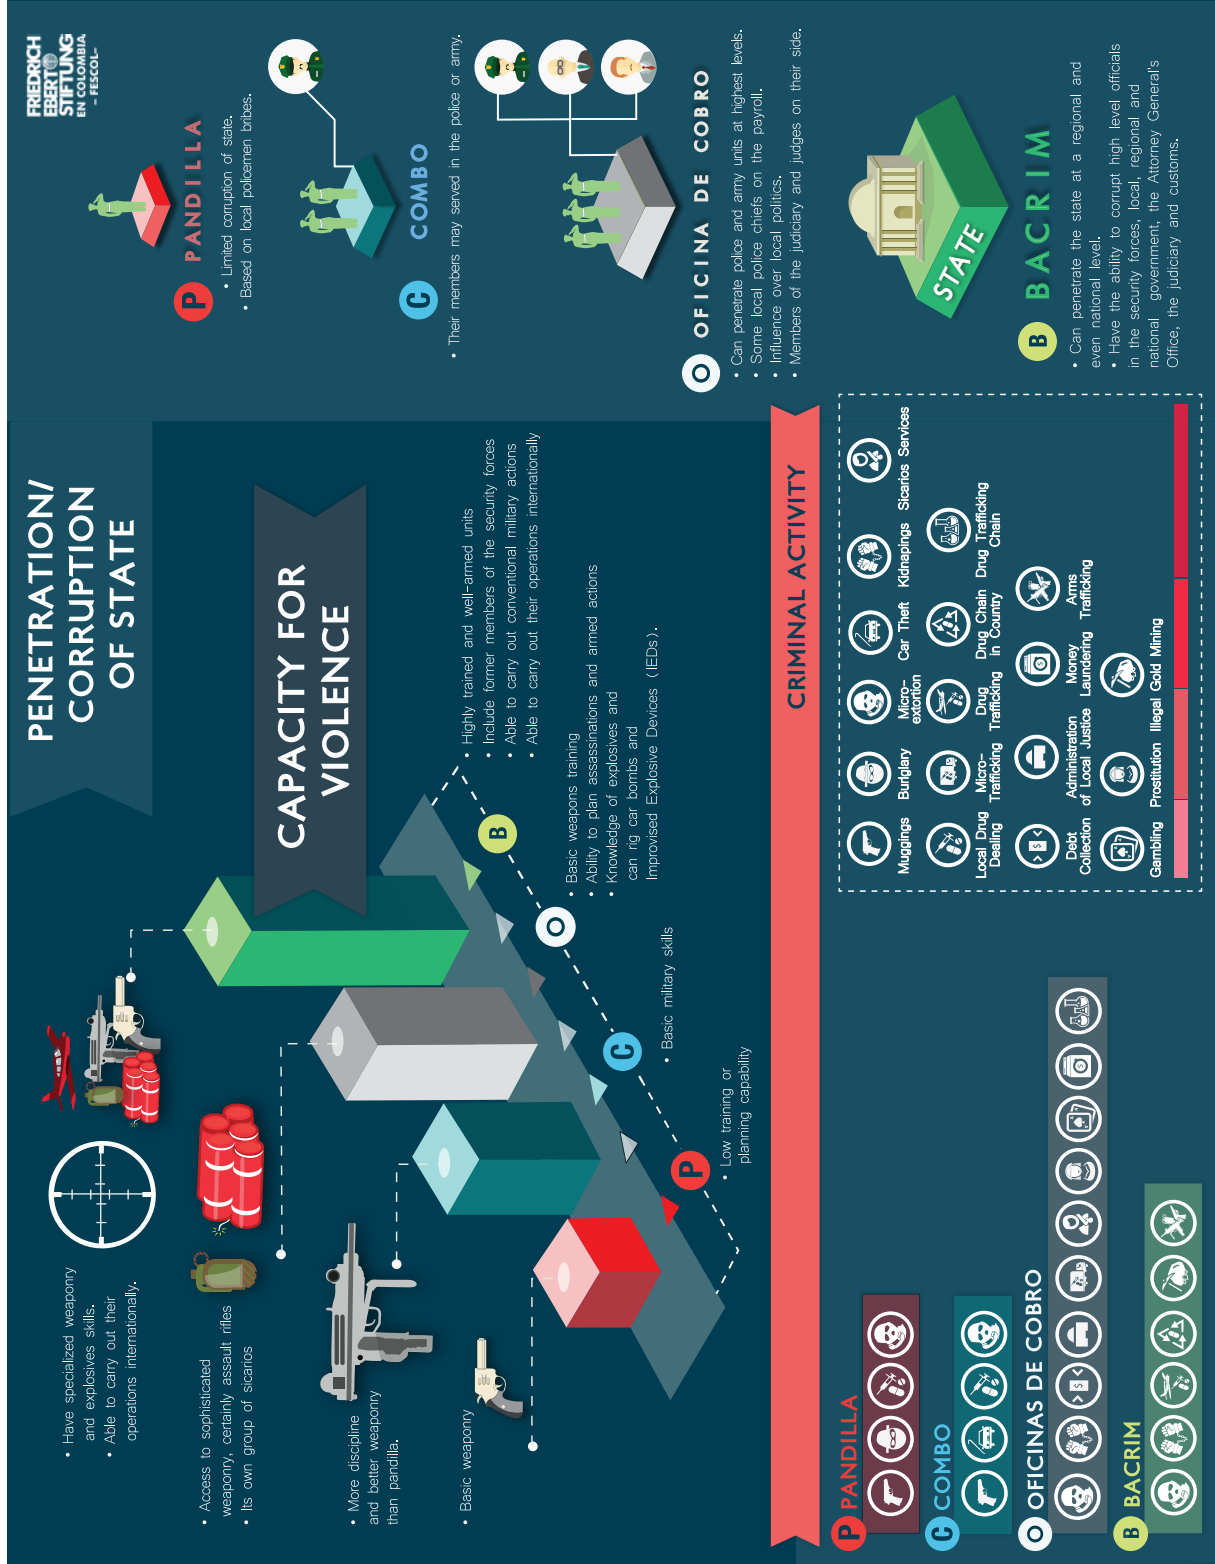 PENETRATION/
CORRUPTION
OF STATE
FRIEDRICH
EBERT
STIFTUNG
EN COLOMBIA
- FESCOL-
P
PANDILLA
• Limited corruption of state.
• Based on local policemen bribes.
C
COMBO
• Their members may served in the police or army.
O
OFICINA DE COBRO
• Can penetrate police and army units at highest levels.
• Some local police chiefs on the payroll.
• Influence over local politics.
• Members of the judiciary and judges on their side.
STATE
B
BACRIM
• Can penetrate the state at a regional and
even national level.
• Have the ability to corrupt high level officials
in the security forces, local, regional and
national government, the Attorney General's
Office, the judiciary and customs.
CAPACITY FOR
VIOLENCE
• Have specialized weaponry
and explosives skills.
• Able to carry out their
operations internationally.
• Access to sophisticated
weaponry, certainly assault rifles
• Its own group of sicarios
• More discipline
and better weaponry
than pandilla.
• Basic weaponry
• Highly trained and well-armed units
• Include former members of the security forces
• Able to carry out conventional military actions
• Able to carry out their operations internationally
B
• Basic weapons training
• Ability to plan assassinations and armed actions
• Knowledge of explosives and
can rig car bombs and
Improvised Explosive Devices (IEDs).
O
• Basic military skills
C
• Low training or
planning capability
P
CRIMINAL ACTIVITY
P PANDILLA
C COMBO
O OFICINAS DE COBRO
B BACRIM
Muggings
Burlglary
Micro-
extortion
Car Theft
Kidnapings
Sicarios Services
Local Drug
Dealing
Micro-
Trafficking
Drug
Trafficking
Drug Chain
in Country
Drug Trafficking
Chain
Debt
Collection
Administration
of Local Justice
Money
Laundering
Arms
Trafficking
Gambling
Prostitution
Illegal Gold Mining